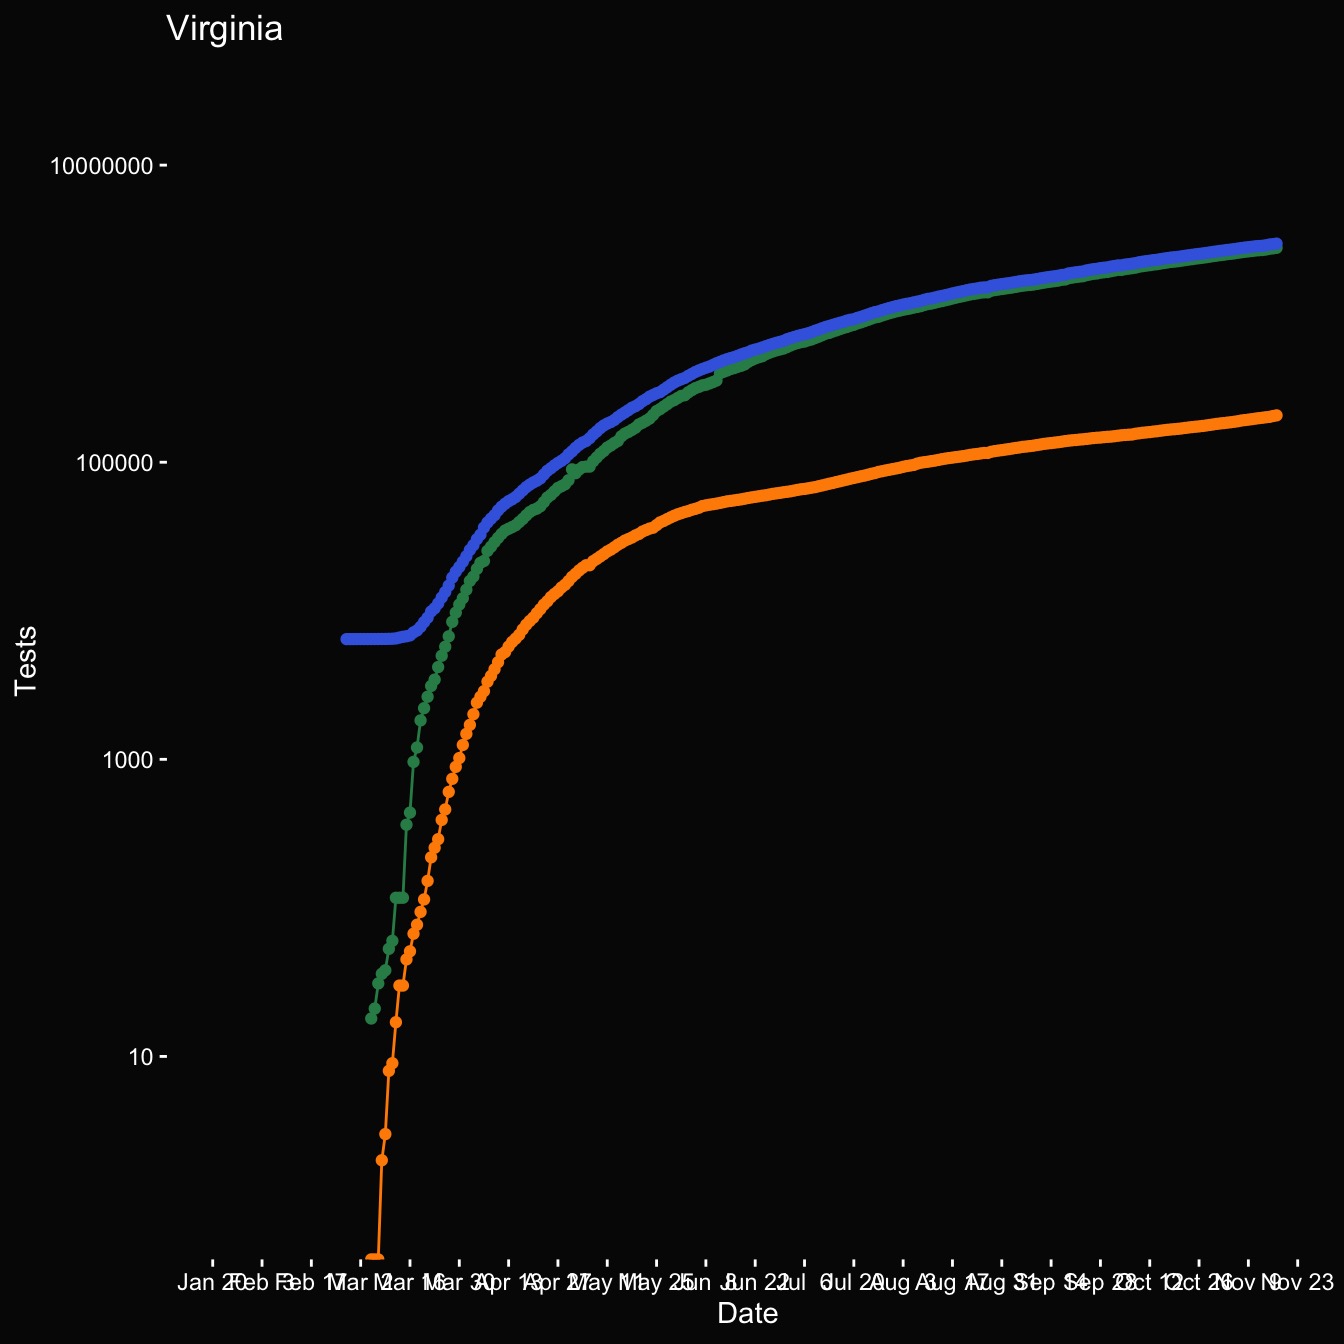 Virginia
10000000
100000
1000
10
Tests
Jan 20 Feb 3 Feb 17 Mar 2 Mar 16 Mar 30 Apr 13 Apr 27 May 11 May 25 Jun 8 Jun 22 Jul 6 Jul 20 Aug 3 Aug 17 Aug 31 Sep 14 Sep 28 Oct 12 Oct 26 Nov 9 Nov 23
Date